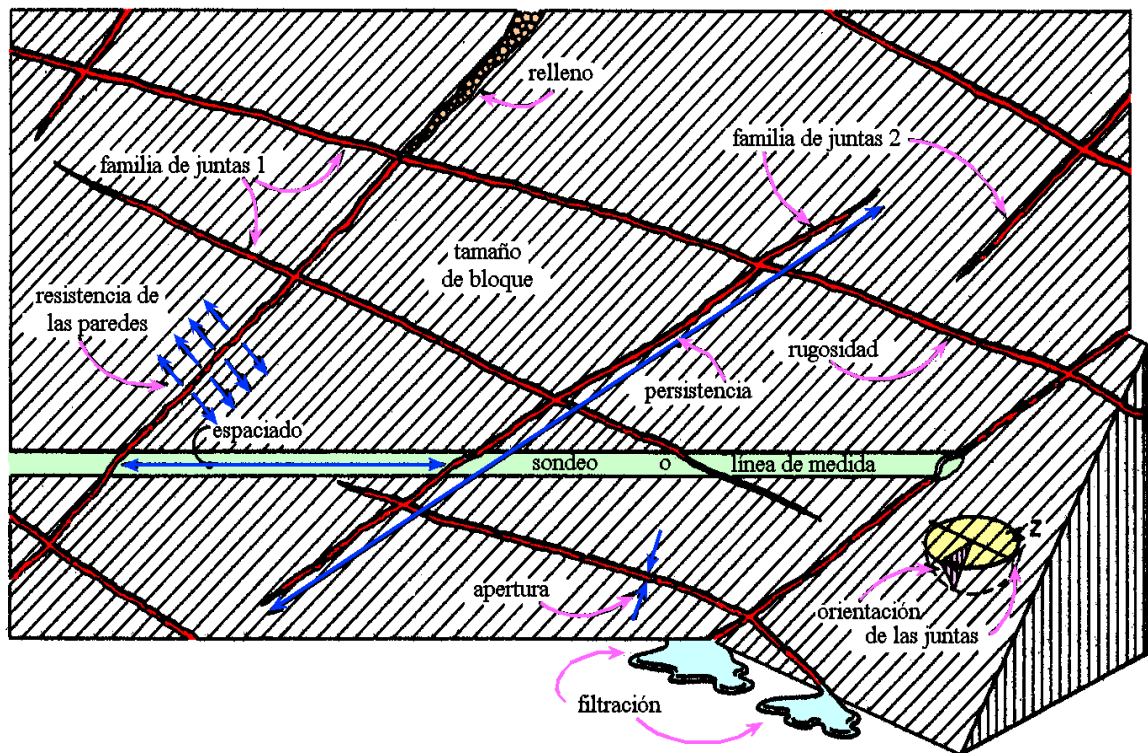 relleno
familia de juntas 1
familia de juntas 2
tamaño
de bloque
resistencia de
las paredes
rugosidad
persistencia
espaciado
sondeo o línea de medida
Z
apertura
orientación
de las juntas
filtración